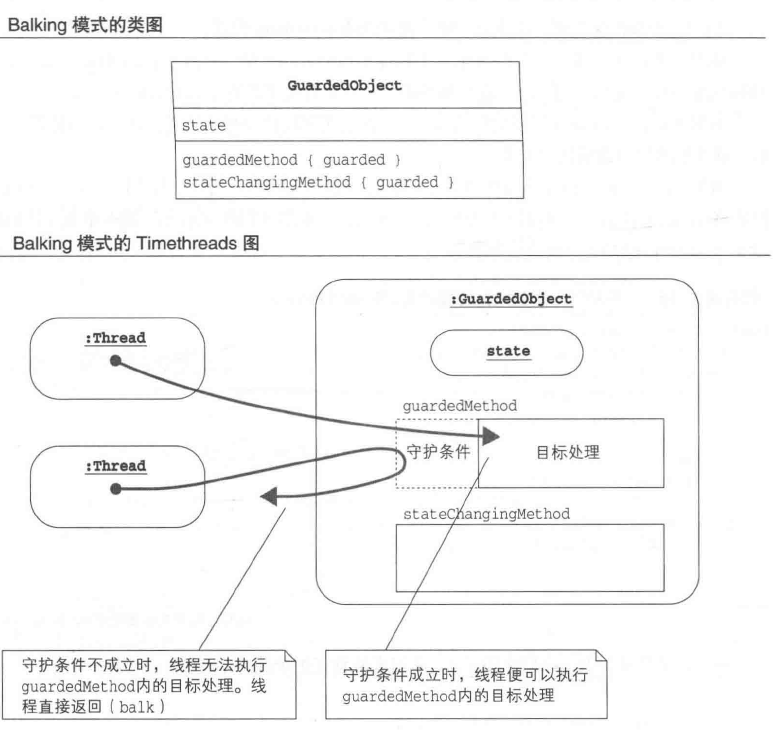 Balking 模式的类图
GuardedObject
state
guardedMethod { guarded }
stateChangingMethod { guarded }
Balking 模式的 Timethreads 图
:GuardedObject
:Thread
state
guardedMethod
守护条件
目标处理
:Thread
stateChangingMethod
守护条件不成立时，线程无法执行
guardedMethod内的目标处理。线
程直接返回（balk）
守护条件成立时，线程便可以执行
guardedMethod内的目标处理